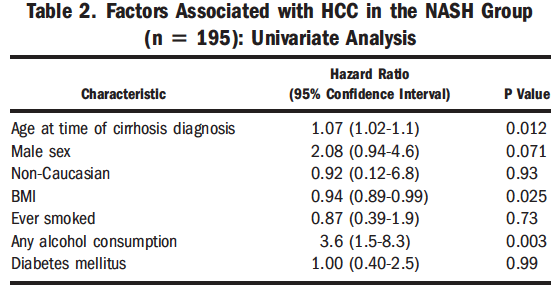 Table 2. Factors Associated with HCC in the NASH Group
(n = 195): Univariate Analysis
Hazard Ratio
Characteristic (95% Confidence Interval) P Value
Age at time of cirrhosis diagnosis 1.07 (1.02-1.1) 0.012
Male sex 2.08 (0.94-4.6) 0.071
Non-Caucasian 0.92 (0.12-6.8) 0.93
BMI 0.94 (0.89-0.99) 0.025
Ever smoked 0.87 (0.39-1.9) 0.73
Any alcohol consumption 3.6 (1.5-8.3) 0.003
Diabetes mellitus 1.00 (0.40-2.5) 0.99